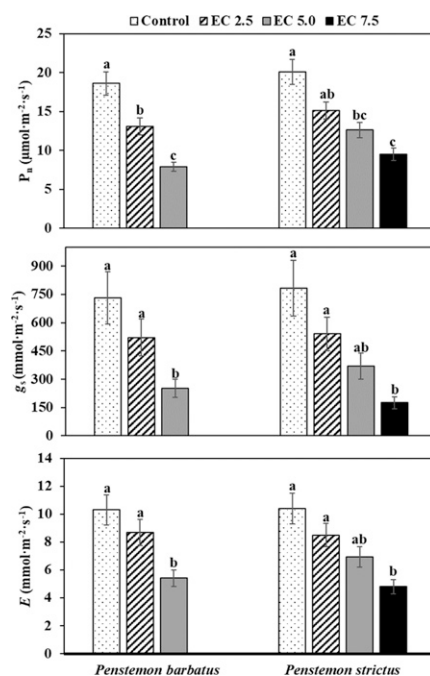 Control EC 2.5 EC 5.0 EC 7.5
25
20
15
10
5
0
Pn (µmol·m-2·s-1)
a
b
c
a
ab
bc
c
900
750
600
450
300
150
0
gs (mmol·m-2·s-1)
a
a
b
a
a
ab
b
14
12
10
8
6
4
2
0
E
(mmol·m-2·s-1)
a
a
b
a
a
ab
b
Penstemon barbatus Penstemon strictus